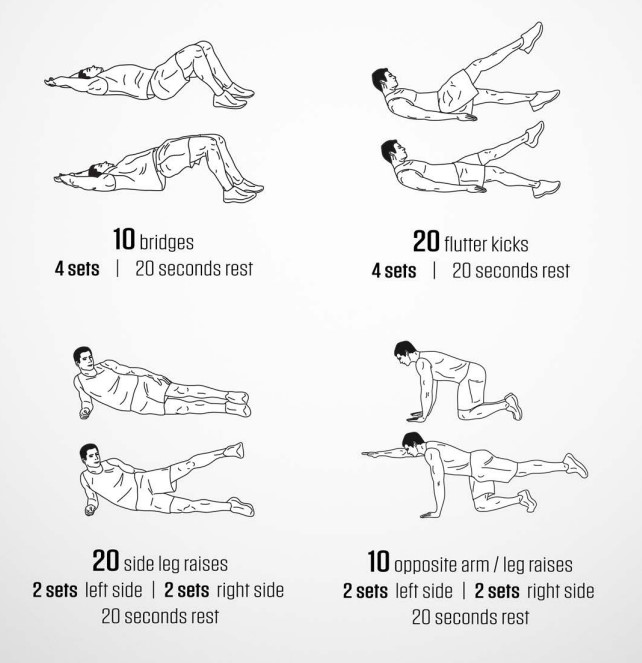 10 bridges
4 sets | 20 seconds rest
20 flutter kicks
4 sets | 20 seconds rest
20 side leg raises
2 sets left side | 2 sets right side
20 seconds rest
10 opposite arm / leg raises
2 sets left side | 2 sets right side
20 seconds rest